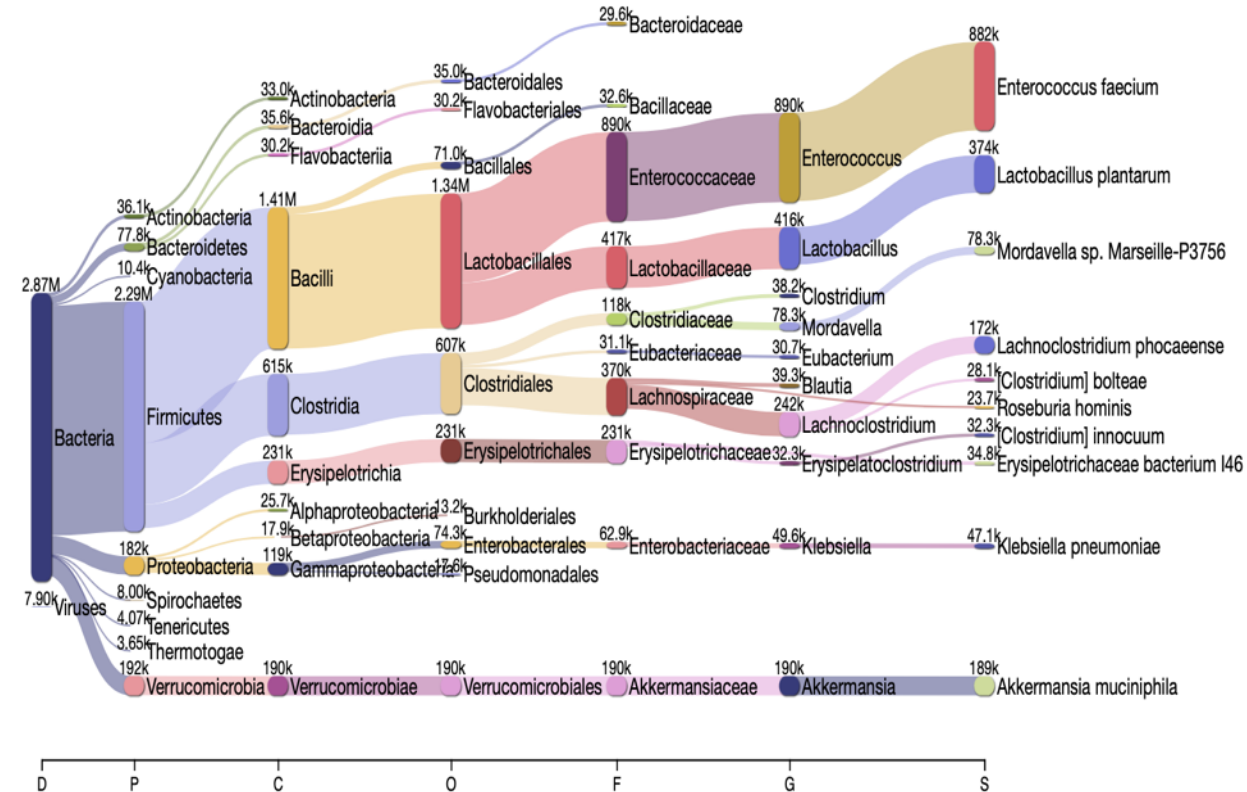 2.87M
Bacteria
7.90k
Viruses
36.1k
Actinobacteria
77.8k
Bacteroidetes
10.4k
Cyanobacteria
2.29M
Firmicutes
182k
Proteobacteria
8.00k
Spirochaetes
4.07k
Tenericutes
3.65k
Thermotogae
192k
Verrucomicrobia
33.0k
Actinobacteria
35.6k
Bacteroidia
30.2k
Flavobacteriia
1.41M
Bacilli
615k
Clostridia
231k
Erysipelotrichia
25.7k
Alphaproteobacteria
17.9k
Betaproteobacteria
119k
Gammaproteobacteria
190k
Verrucomicrobiae
35.0k
Bacteroidales
30.2k
Flavobacteriales
71.0k
Bacillales
1.34M
Lactobacillales
607k
Clostridiales
231k
Erysipelotrichales
13.2k
Burkholderiales
74.3k
Enterobacterales
17.6k
Pseudomonadales
190k
Verrucomicrobiales
29.6k
Bacteroidaceae
32.6k
Bacillaceae
890k
Enterococcaceae
417k
Lactobacillaceae
118k
Clostridiaceae
31.1k
Eubacteriaceae
370k
Lachnospiraceae
231k
Erysipelotrichaceae
62.9k
Enterobacteriaceae
190k
Akkermansiaceae
890k
Enterococcus
416k
Lactobacillus
38.2k
Clostridium
78.3k
Mordavella
30.7k
Eubacterium
39.3k
Blautia
242k
Lachnoclostridium
32.3k
Erysipelatoclostridium
49.6k
Klebsiella
190k
Akkermansia
882k
Enterococcus faecium
374k
Lactobacillus plantarum
78.3k
Mordavella sp. Marseille-P3756
172k
Lachnoclostridium phocaeense
28.1k
[Clostridium] bolteae
23.7k
Roseburia hominis
32.3k
[Clostridium] innocuum
34.8k
Erysipelotrichaceae bacterium I46
47.1k
Klebsiella pneumoniae
189k
Akkermansia muciniphila
D P C O F G S